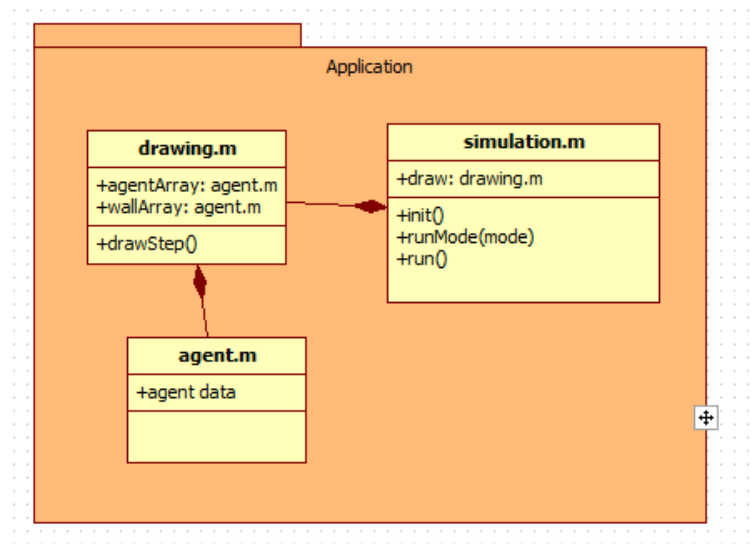 Application
drawing.m
+agentArray: agent.m
+wallArray: agent.m
+drawStep()
simulation.m
+draw: drawing.m
+init()
+runMode(mode)
+run()
agent.m
+agent data